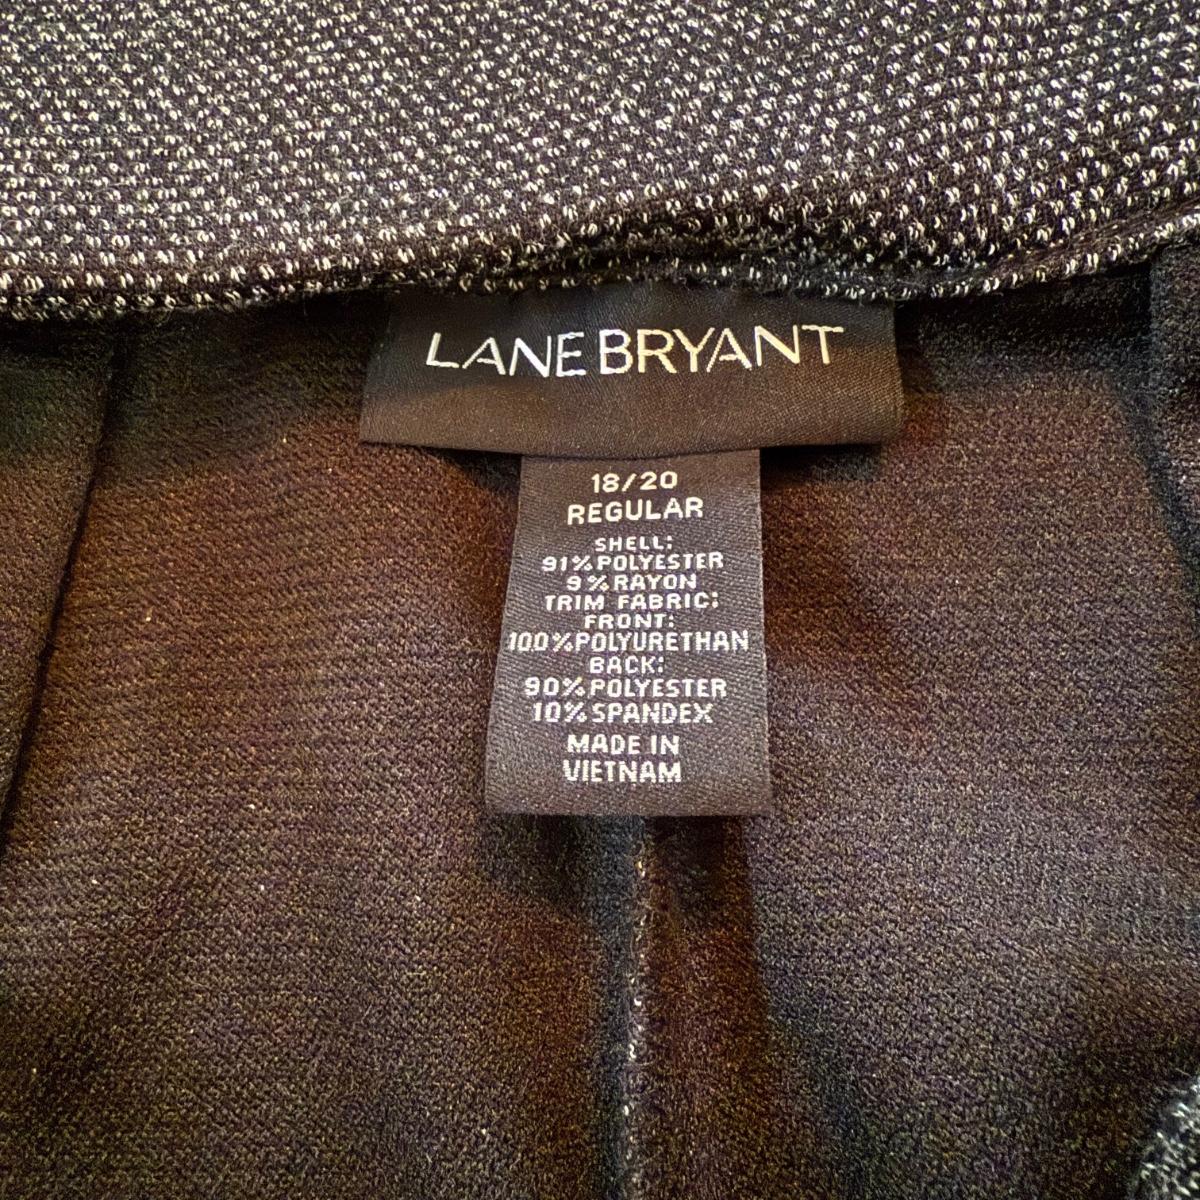 LANE BRYANT
18/20
REGULAR
SHELL:
91% POLYESTER
9% RAYON
TRIM FABRIC:
FRONT:
100% POLYURETHAN
BACK:
90% POLYESTER
10% SPANDEX
MADE IN
VIETNAM